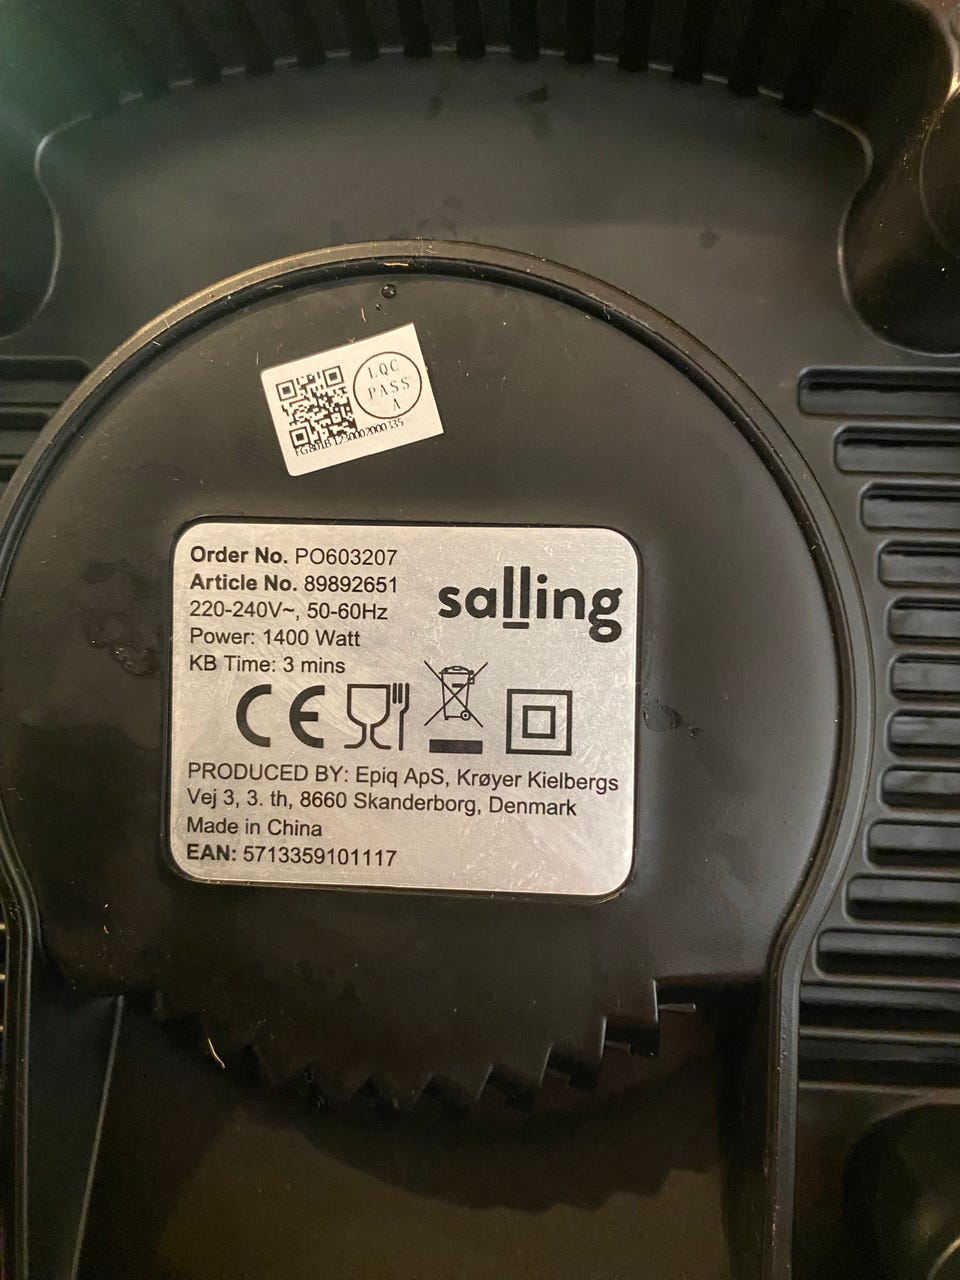 LQC
PASS
A
FG801B1230002000335
Order No. PO603207
Article No. 89892651
220-240V~, 50-60Hz
Power: 1400 Watt
KB Time: 3 mins
salling
CE
PRODUCED BY: Epiq ApS, Krøyer Kielbergs
Vej 3, 3. th, 8660 Skanderborg, Denmark
Made in China
EAN: 5713359101117